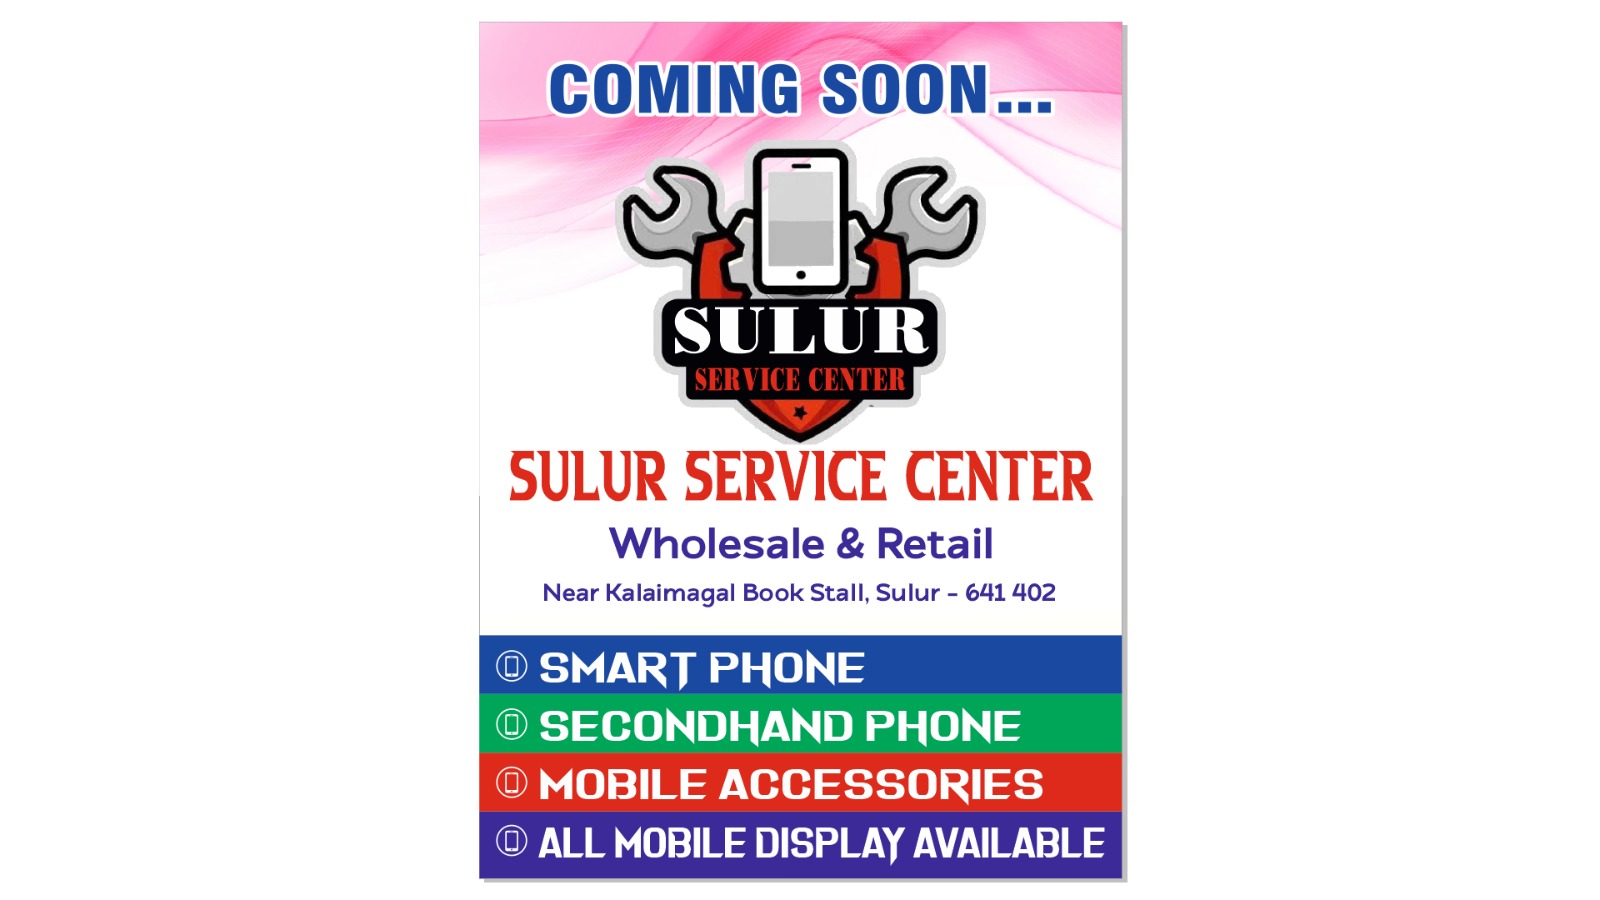 COMING SOON...
SULUR
SERVICE CENTER
SULUR SERVICE CENTER
Wholesale & Retail
Near Kalaimagal Book Stall, Sulur - 641 402
SMART PHONE
SECONDHAND PHONE
MOBILE ACCESSORIES
ALL MOBILE DISPLAY AVAILABLE